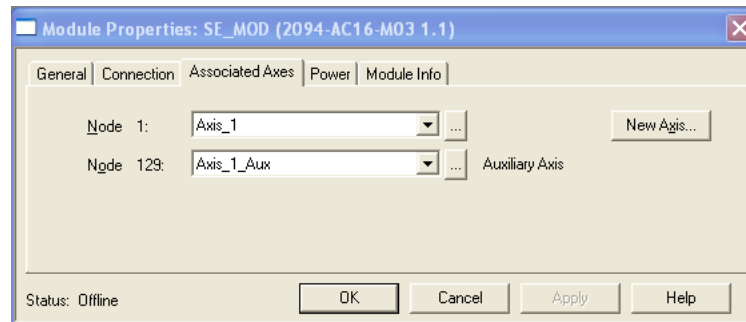 Module Properties: SE_MOD (2094-AC16-M03 1.1)
General Connection Associated Axes Power Module Info
Node 1: Axis_1 ... New Axis...
Node 129: Axis_1_Aux ... Auxiliary Axis
Status: Offline OK Cancel Apply Help